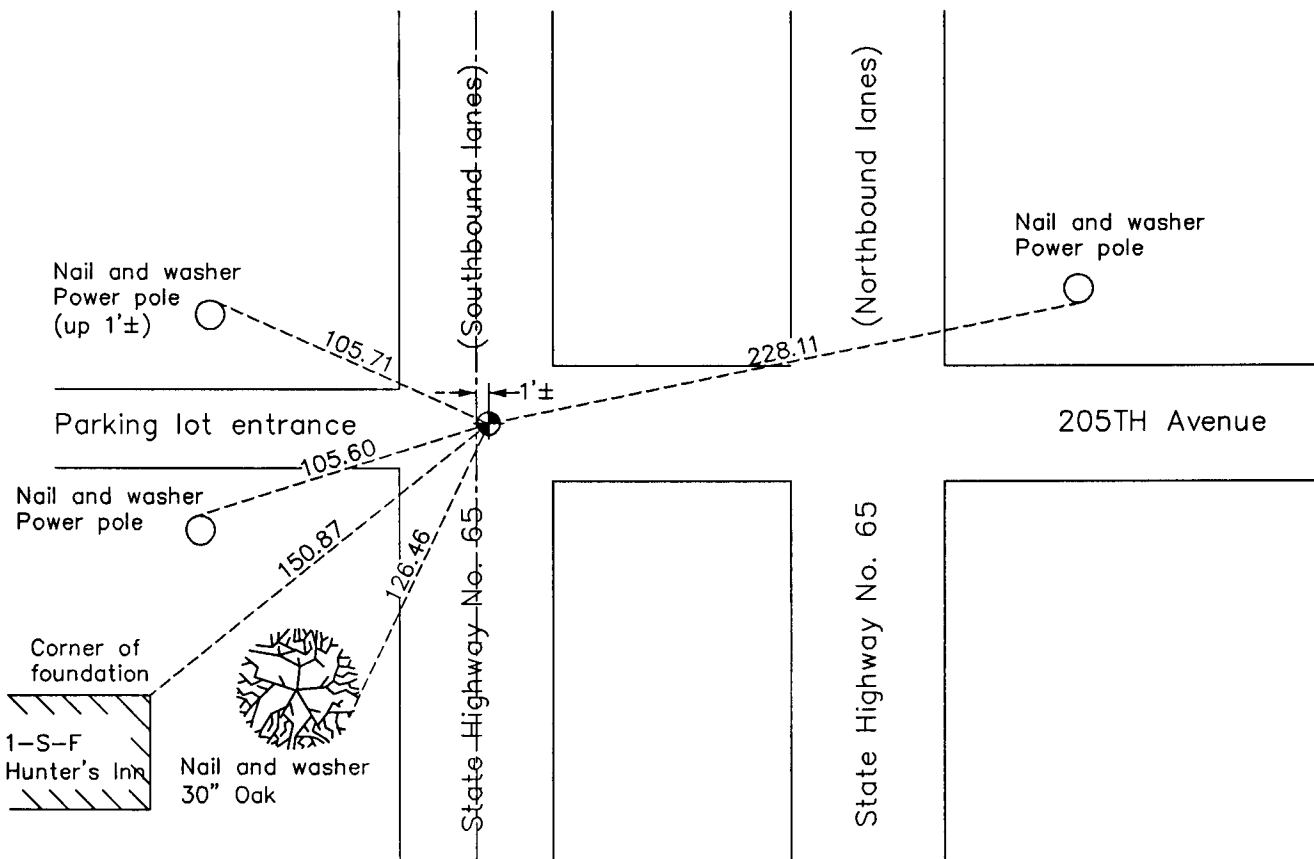 (Southbound lanes)
(Northbound lanes)
Nail and washer
Power pole
Nail and washer
Power pole
(up 1'±)
105.71
228.11
1'±
Parking lot entrance
205TH Avenue
105.60
Nail and washer
Power pole
150.87
126.46
State Highway No. 65
State Highway No. 65
Corner of
foundation
1-S-F
Hunter's Inn
Nail and washer
30" Oak